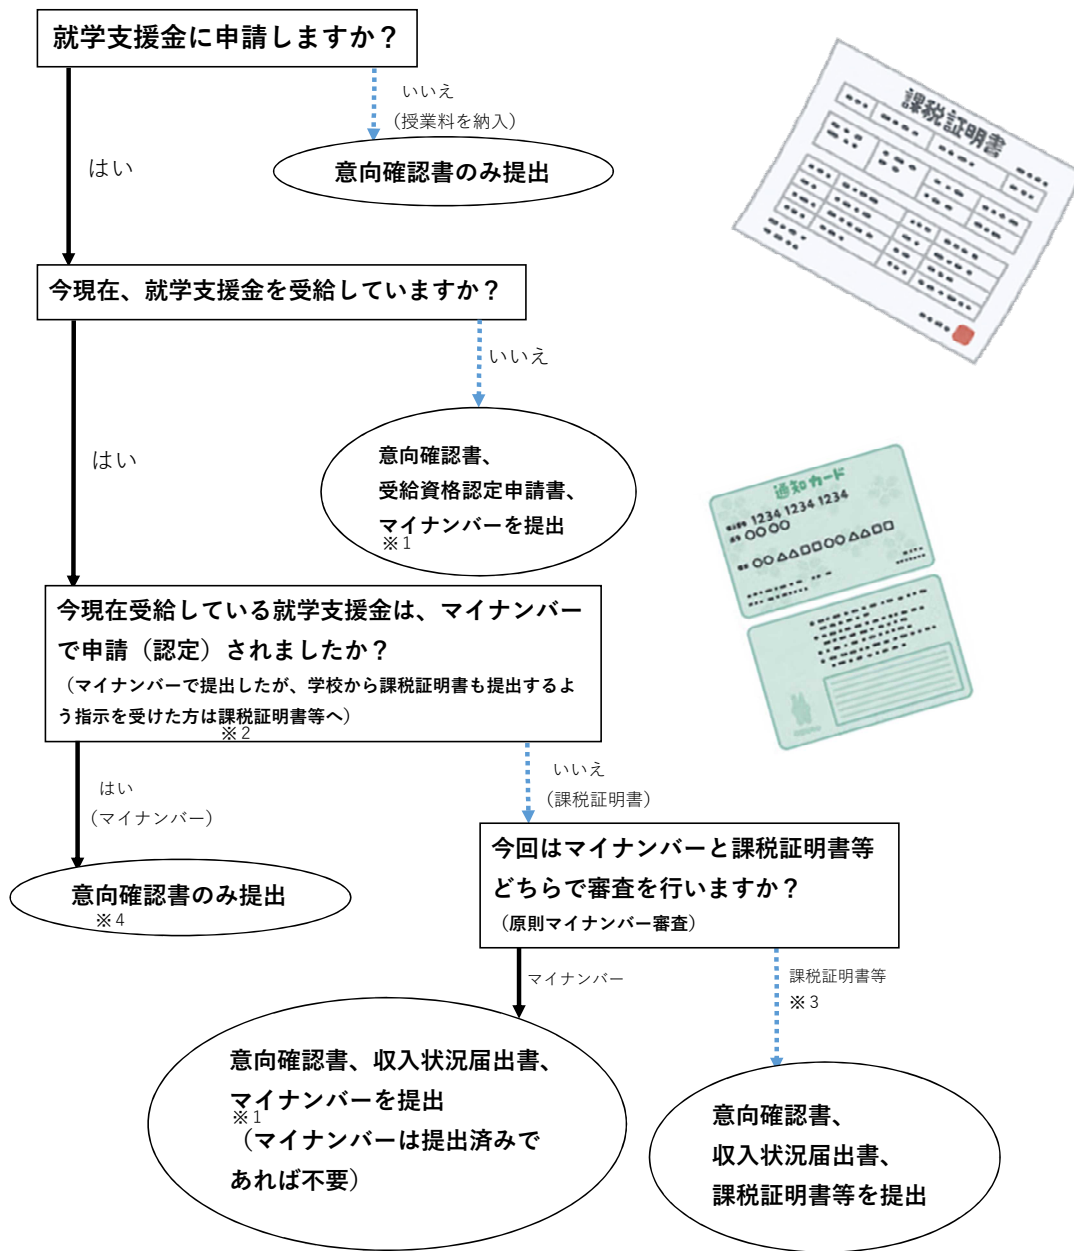 就学支援金に申請しますか？
いいえ
（授業料を納入）
はい
意向確認書のみ提出
課税証明書
今現在、就学支援金を受給していますか？
いいえ
はい
意向確認書、
受給資格認定申請書、
マイナンバーを提出
※1
通知カード
1234 1234 1234
〇〇〇〇
〇〇△△□□〇〇△△□□
今現在受給している就学支援金は、マイナンバー
で申請（認定）されましたか？
（マイナンバーで提出したが、学校から課税証明書も提出するよ
う指示を受けた方は課税証明書等へ）
※2
はい
（マイナンバー）
いいえ
（課税証明書）
意向確認書のみ提出
※4
今回はマイナンバーと課税証明書等
どちらで審査を行いますか？
（原則マイナンバー審査）
マイナンバー
課税証明書等
※3
意向確認書、収入状況届出書、
マイナンバーを提出
※1
（マイナンバーは提出済みで
あれば不要）
意向確認書、
収入状況届出書、
課税証明書等を提出